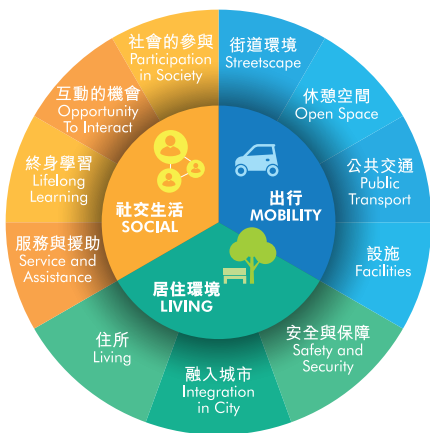 社會的參與
Participation
in Society
街道環境
Streetscape
互動的機會
Opportunity
To Interact
休憩空間
Open Space
終身學習
Lifelong
Learning
公共交通
Public
Transport
服務與援助
Service and
Assistance
設施
Facilities
住所
Living
融入城市
Integration
in City
安全與保障
Safety and
Security
社交生活
SOCIAL
出行
MOBILITY
居住環境
LIVING